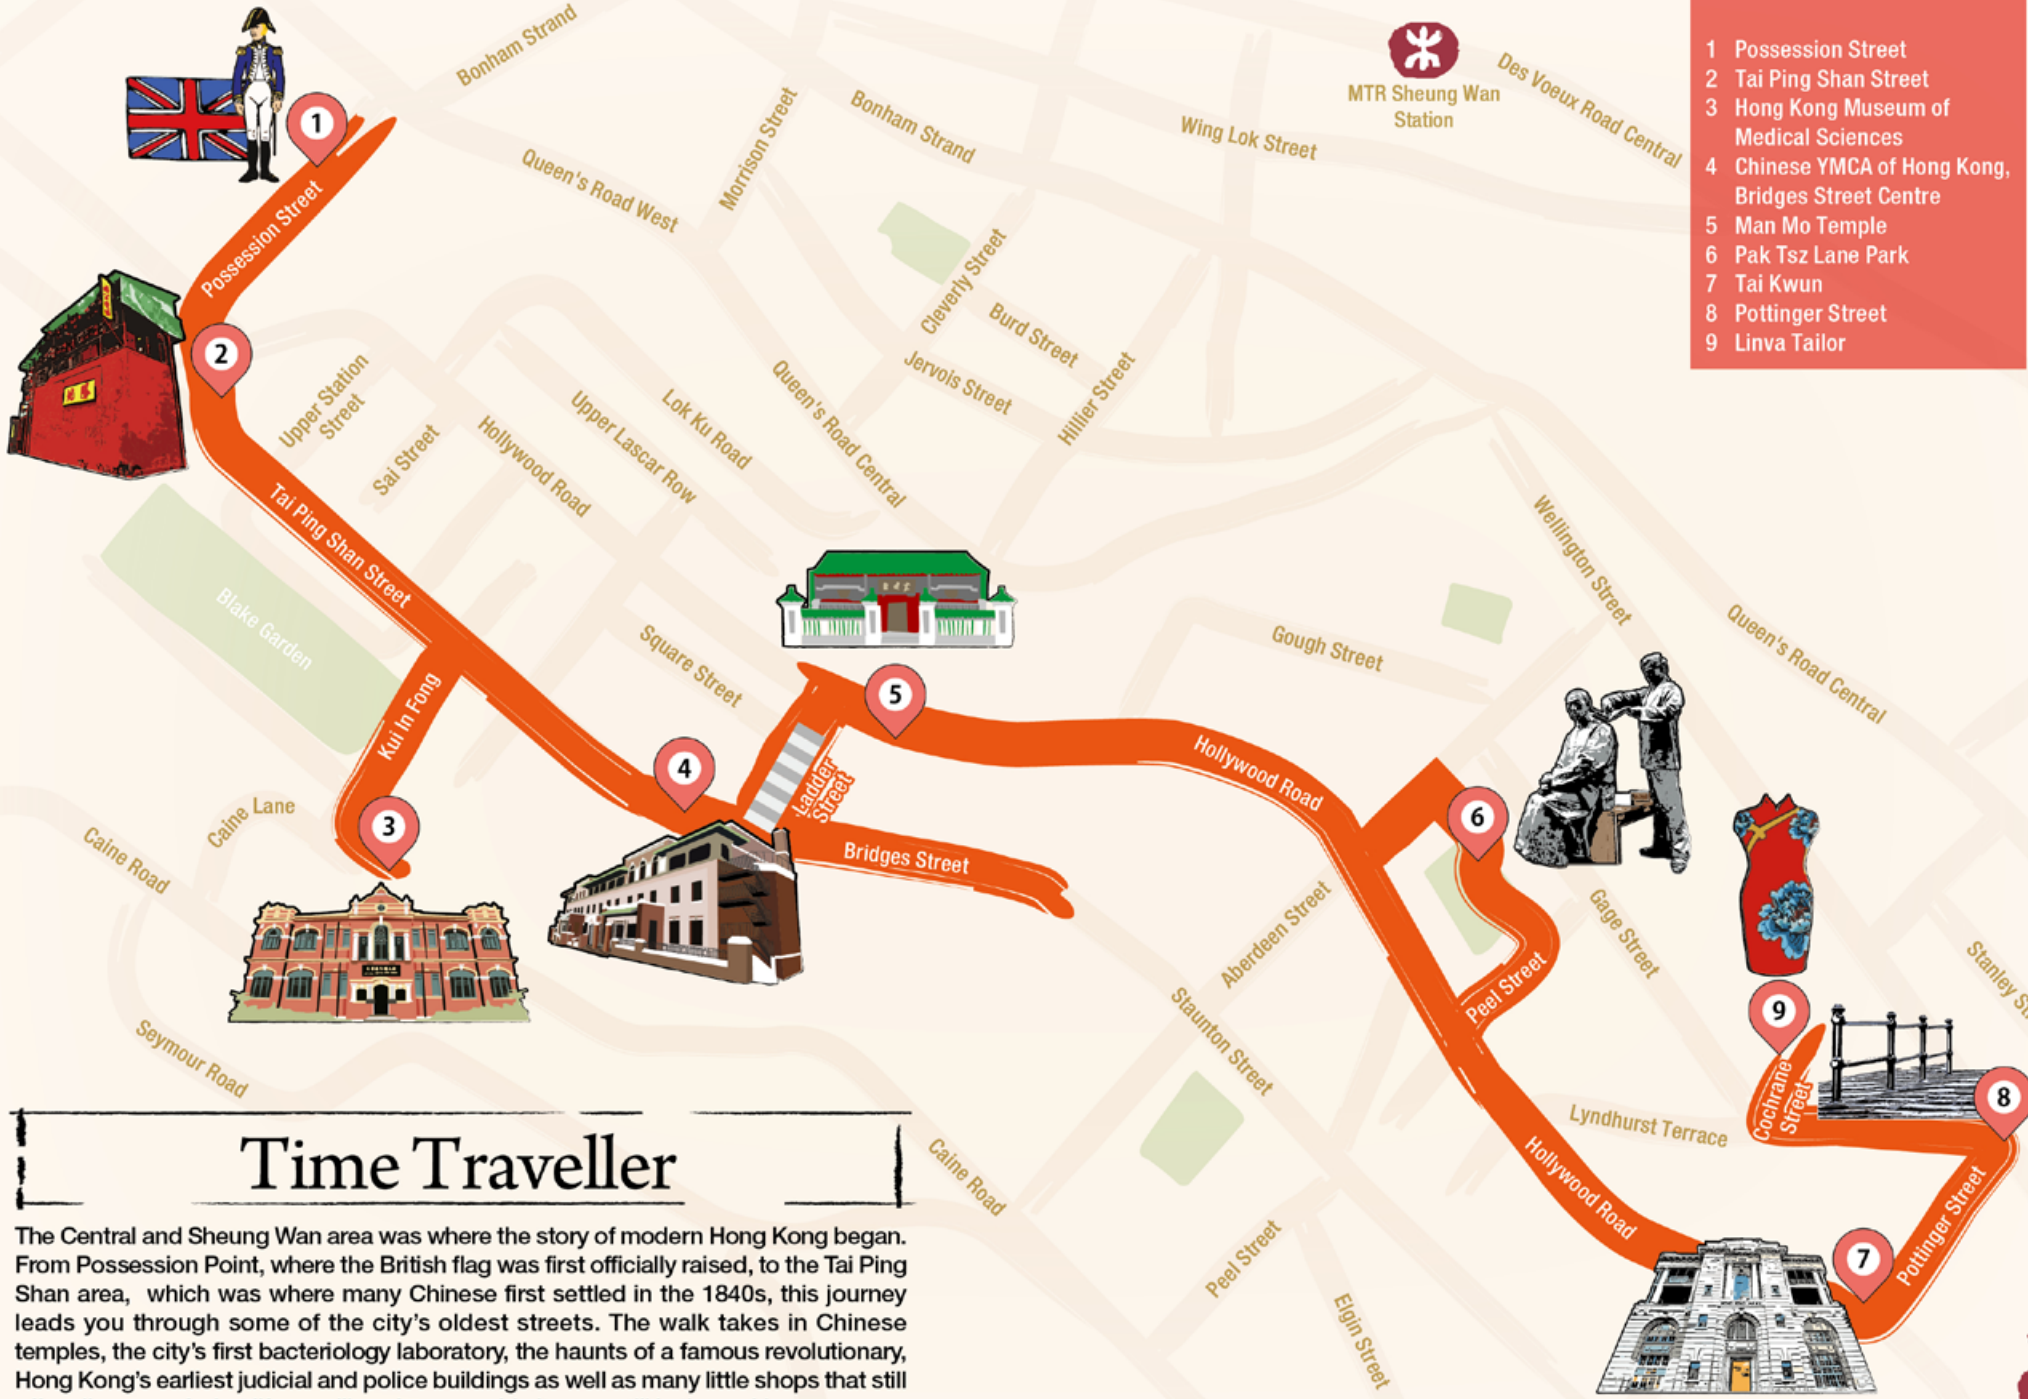 Bonham Strand
Morrison Street
Bonham Strand
Wing Lok Street
MTR Sheung Wan
Station
Des Voeux Road Central
1 Possession Street
2 Tai Ping Shan Street
3 Hong Kong Museum of
Medical Sciences
4 Chinese YMCA of Hong Kong,
Bridges Street Centre
5 Man Mo Temple
6 Pak Tsz Lane Park
7 Tai Kwun
8 Pottinger Street
9 Linva Tailor
1
Possession Street
Queen's Road West
2
Cleverly Street
Burd Street
Jervois Street
Hillier Street
Upper Station
Street
Sai Street
Hollywood Road
Upper Lascar Row
Lok Ku Road
Queen's Road Central
Tai Ping Shan Street
Blake Garden
Wellington Street
Queen's Road Central
Gough Street
Square Street
Kui In Fong
5
4
Ladder
Street
Hollywood Road
6
3
Caine Lane
Caine Road
Bridges Street
Aberdeen Street
Gage Street
Peel Street
Stanley St
Staunton Street
9
8
Cochrane
Street
Seymour Road
Lyndhurst Terrace
Hollywood Road
Pottinger Street
7
Caine Road
Peel Street
Elgin Street
Time Traveller
The Central and Sheung Wan area was where the story of modern Hong Kong began.
From Possession Point, where the British flag was first officially raised, to the Tai Ping
Shan area, which was where many Chinese first settled in the 1840s, this journey
leads you through some of the city's oldest streets. The walk takes in Chinese
temples, the city's first bacteriology laboratory, the haunts of a famous revolutionary,
Hong Kong's earliest judicial and police buildings as well as many little shops that still